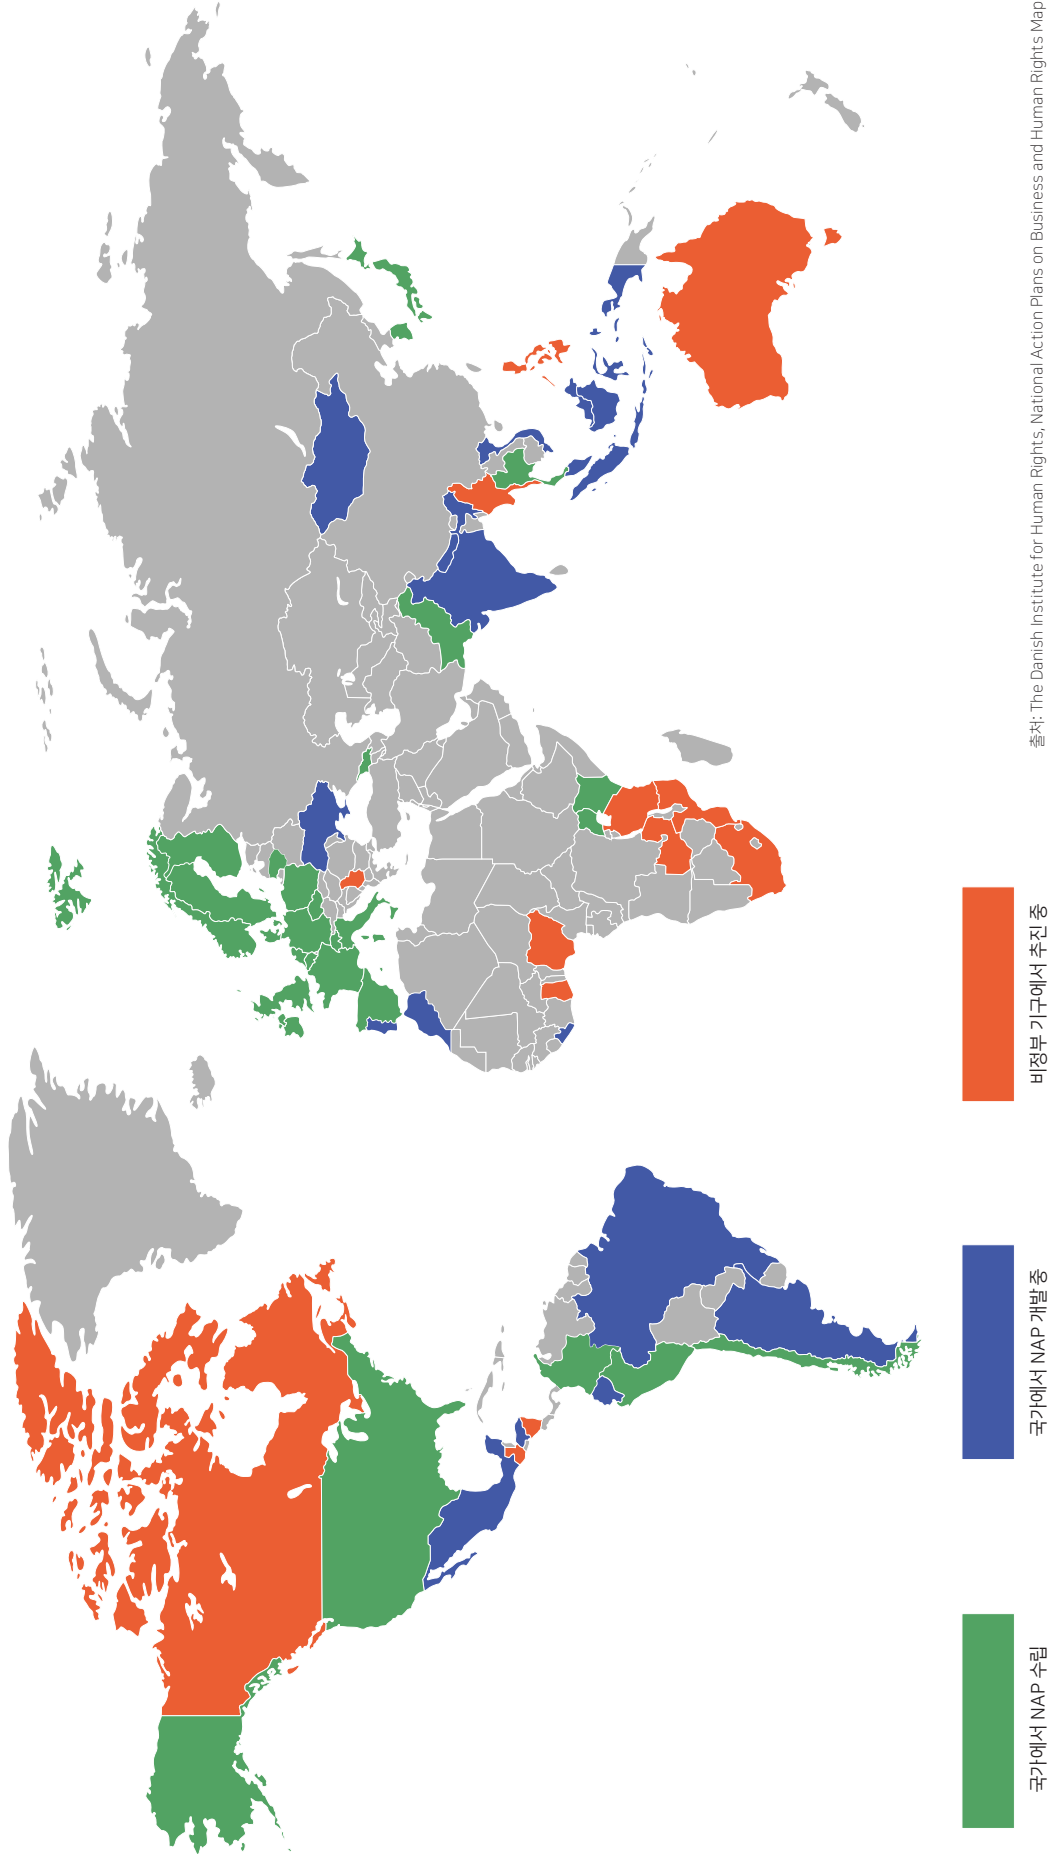 국가에서 NAP 수립
국가에서 NAP 개발 중
비정부 기구에서 추진 중
출처: The Danish Institute for Human Rights, National Action Plans on Business and Human Rights Map